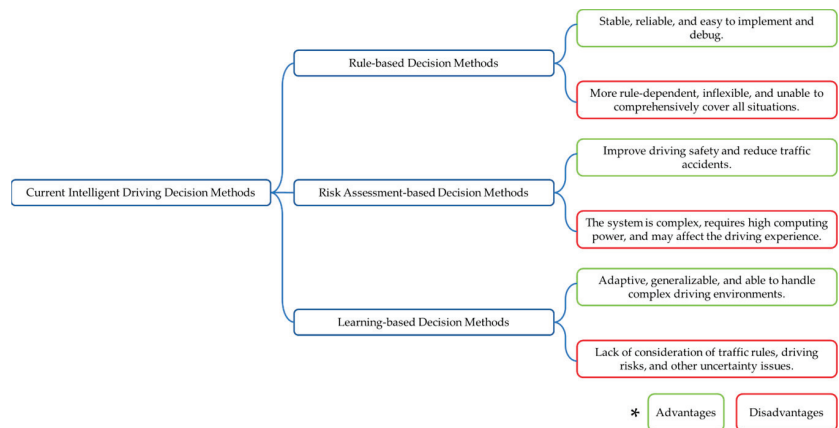 Stable, reliable, and easy to implement and
debug.
Rule-based Decision Methods
More rule-dependent, inflexible, and unable to
comprehensively cover all situations.
Improve driving safety and reduce traffic
accidents.
Current Intelligent Driving Decision Methods
Risk Assessment-based Decision Methods
The system is complex, requires high computing
power, and may affect the driving experience.
Adaptive, generalizable, and able to handle
complex driving environments.
Learning-based Decision Methods
Lack of consideration of traffic rules, driving
risks, and other uncertainty issues.
* Advantages Disadvantages